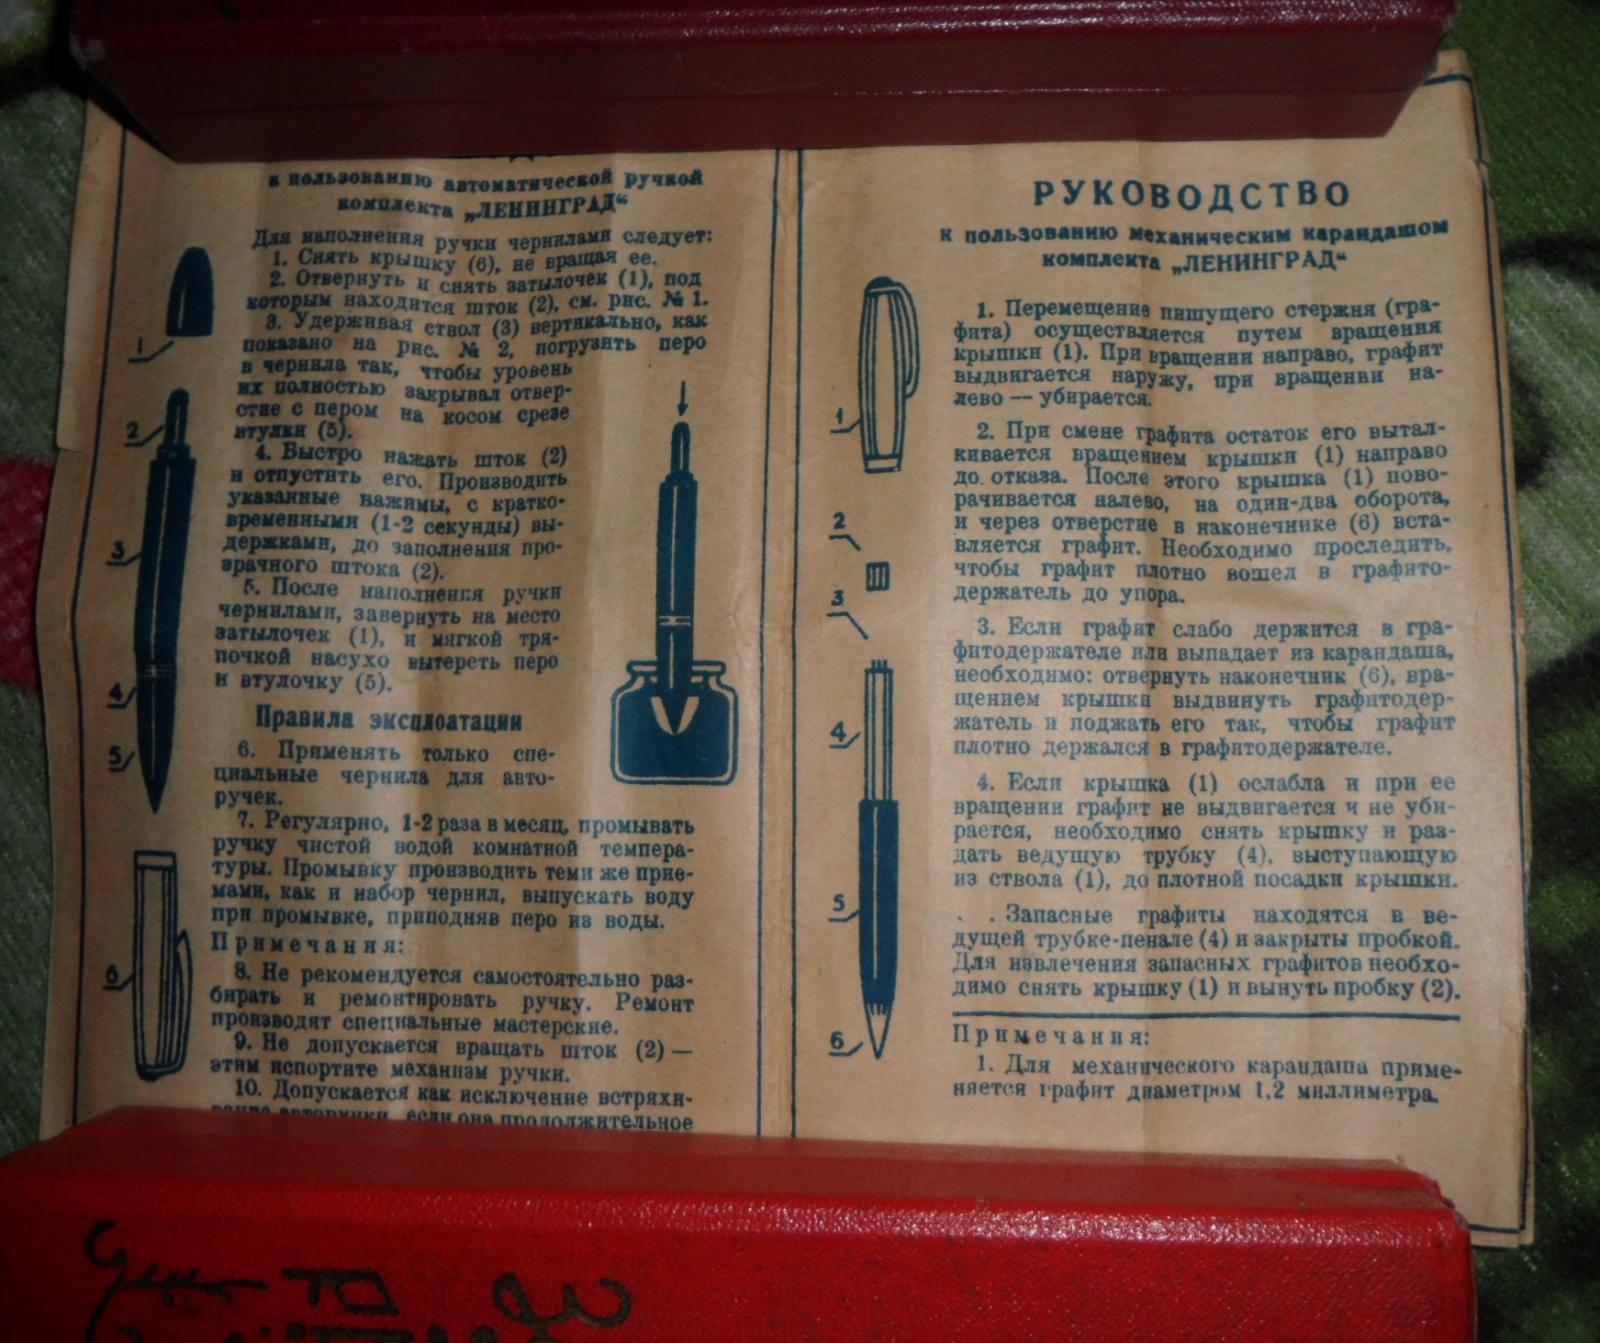 к пользованию автоматической ручкой
комплекта „ЛЕНИНГРАД“
Для наполнения ручки чернилами следует:
1. Снять крышку (6), не вращая ее.
2. Отвернуть и снять затылочек (1), под
которым находится шток (2), см. рис. № 1.
3. Удерживая ствол (3) вертикально, как
показано на рис. № 2, погрузить перо
в чернила так, чтобы уровень
их полностью закрывал отвер-
стие с пером на косом срезе
втулки (5).
4. Быстро нажать шток (2)
и отпустить его. Производить
указанные нажимы, с кратко-
временными (1-2 секунды) вы-
держками, до заполнения про-
зрачного штока (2).
5. После наполнения ручки
чернилами, завернуть на место
затылочек (1), и мягкой тря-
почкой насухо вытереть перо
и втулочку (5).
Правила эксплоатации
6. Применять только спе-
циальные чернила для авто-
ручек.
7. Регулярно, 1-2 раза в месяц, промывать
ручку чистой водой комнатной темпера-
туры. Промывку производить теми же прие-
мами, как и набор чернил, выпускать воду
при промывке, приподняв перо из воды.
Примечания:
8. Не рекомендуется самостоятельно раз-
бирать и ремонтировать ручку. Ремонт
производят специальные мастерские.
9. Не допускается вращать шток (2) —
этим испортите механизм ручки.
10. Допускается как исключение встряхи-
вание авторучки, если она продолжительное
1
2
3
4
5
6
РУКОВОДСТВО
к пользованию механическим карандашом
комплекта „ЛЕНИНГРАД“
1. Перемещение пишущего стержня (гра-
фита) осуществляется путем вращения
крышки (1). При вращении направо, графит
выдвигается наружу, при вращении на-
лево — убирается.
2. При смене графита остаток его вытал-
кивается вращением крышки (1) направо
до отказа. После этого крышка (1) пово-
рачивается налево, на один-два оборота,
и через отверстие в наконечнике (6) вста-
вляется графит. Необходимо проследить,
чтобы графит плотно вошел в графито-
держатель до упора.
3. Если графит слабо держится в гра-
фитодержателе или выпадает из карандаша,
необходимо: отвернуть наконечник (6), вра-
щением крышки выдвинуть графитодер-
жатель и поджать его так, чтобы графит
плотно держался в графитодержателе.
4. Если крышка (1) ослабла и при ее
вращении графит не выдвигается и не уби-
рается, необходимо снять крышку и раз-
дать ведущую трубку (4), выступающую
из ствола (1), до плотной посадки крышки.
Запасные графиты находятся в ве-
дущей трубке-пенале (4) и закрыты пробкой.
Для извлечения запасных графитов необхо-
димо снять крышку (1) и вынуть пробку (2).
Примечания:
1. Для механического карандаша приме-
няется графит диаметром 1,2 миллиметра.
1
2
3
4
5
6